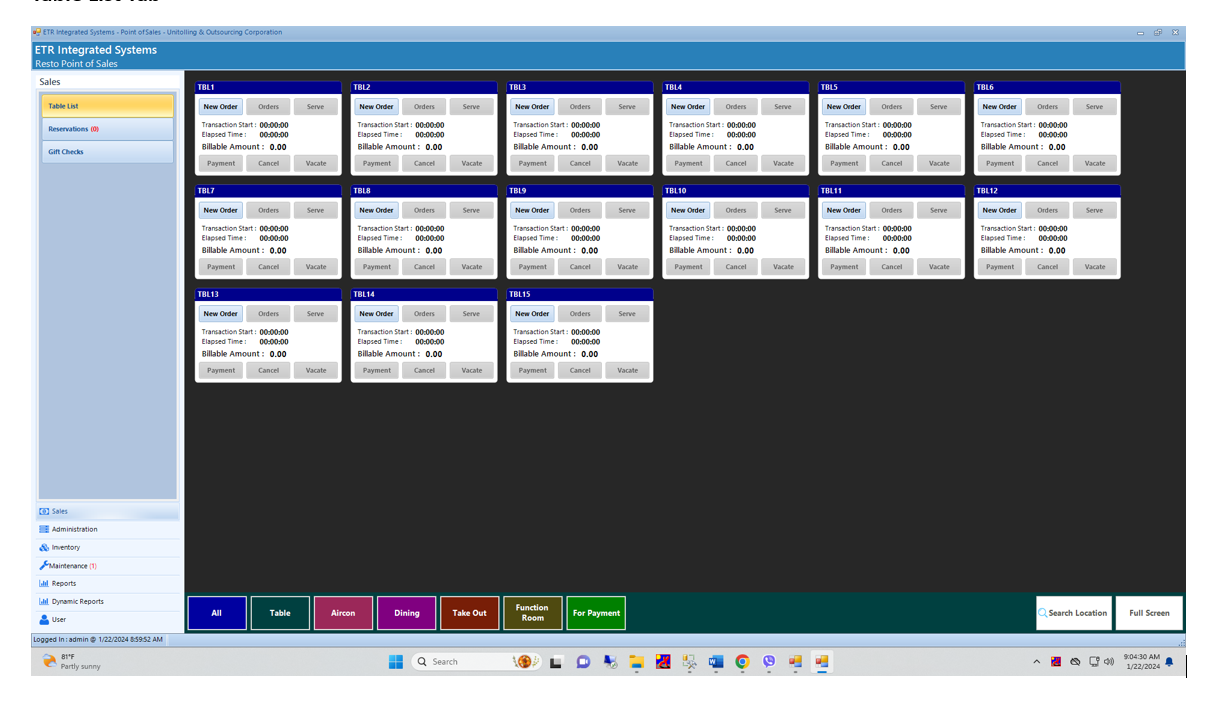 ETR Integrated Systems - Point of Sales - Unitolling & Outsourcing Corporation
ETR Integrated Systems
Resto Point of Sales
Sales
Table List
Reservations (0)
Gift Checks
TBL1 TBL2 TBL3 TBL4 TBL5 TBL6
New Order Orders Serve New Order Orders Serve New Order Orders Serve New Order Orders Serve New Order Orders Serve New Order Orders Serve
Transaction Start : 00:00:00 Transaction Start : 00:00:00 Transaction Start : 00:00:00 Transaction Start : 00:00:00 Transaction Start : 00:00:00 Transaction Start : 00:00:00
Elapsed Time : 00:00:00 Elapsed Time : 00:00:00 Elapsed Time : 00:00:00 Elapsed Time : 00:00:00 Elapsed Time : 00:00:00 Elapsed Time : 00:00:00
Billable Amount : 0.00 Billable Amount : 0.00 Billable Amount : 0.00 Billable Amount : 0.00 Billable Amount : 0.00 Billable Amount : 0.00
Payment Cancel Vacate Payment Cancel Vacate Payment Cancel Vacate Payment Cancel Vacate Payment Cancel Vacate Payment Cancel Vacate
TBL7 TBL8 TBL9 TBL10 TBL11 TBL12
New Order Orders Serve New Order Orders Serve New Order Orders Serve New Order Orders Serve New Order Orders Serve New Order Orders Serve
Transaction Start : 00:00:00 Transaction Start : 00:00:00 Transaction Start : 00:00:00 Transaction Start : 00:00:00 Transaction Start : 00:00:00 Transaction Start : 00:00:00
Elapsed Time : 00:00:00 Elapsed Time : 00:00:00 Elapsed Time : 00:00:00 Elapsed Time : 00:00:00 Elapsed Time : 00:00:00 Elapsed Time : 00:00:00
Billable Amount : 0.00 Billable Amount : 0.00 Billable Amount : 0.00 Billable Amount : 0.00 Billable Amount : 0.00 Billable Amount : 0.00
Payment Cancel Vacate Payment Cancel Vacate Payment Cancel Vacate Payment Cancel Vacate Payment Cancel Vacate Payment Cancel Vacate
TBL13 TBL14 TBL15
New Order Orders Serve New Order Orders Serve New Order Orders Serve
Transaction Start : 00:00:00 Transaction Start : 00:00:00 Transaction Start : 00:00:00
Elapsed Time : 00:00:00 Elapsed Time : 00:00:00 Elapsed Time : 00:00:00
Billable Amount : 0.00 Billable Amount : 0.00 Billable Amount : 0.00
Payment Cancel Vacate Payment Cancel Vacate Payment Cancel Vacate
Sales
Administration
Inventory
Maintenance (1)
Reports
Dynamic Reports
User
All Table Aircon Dining Take Out Function Room For Payment Search Location Full Screen
Logged In : admin @ 1/22/2024 8:59:52 AM
81°F
Partly sunny
Search
9:04:30 AM
1/22/2024